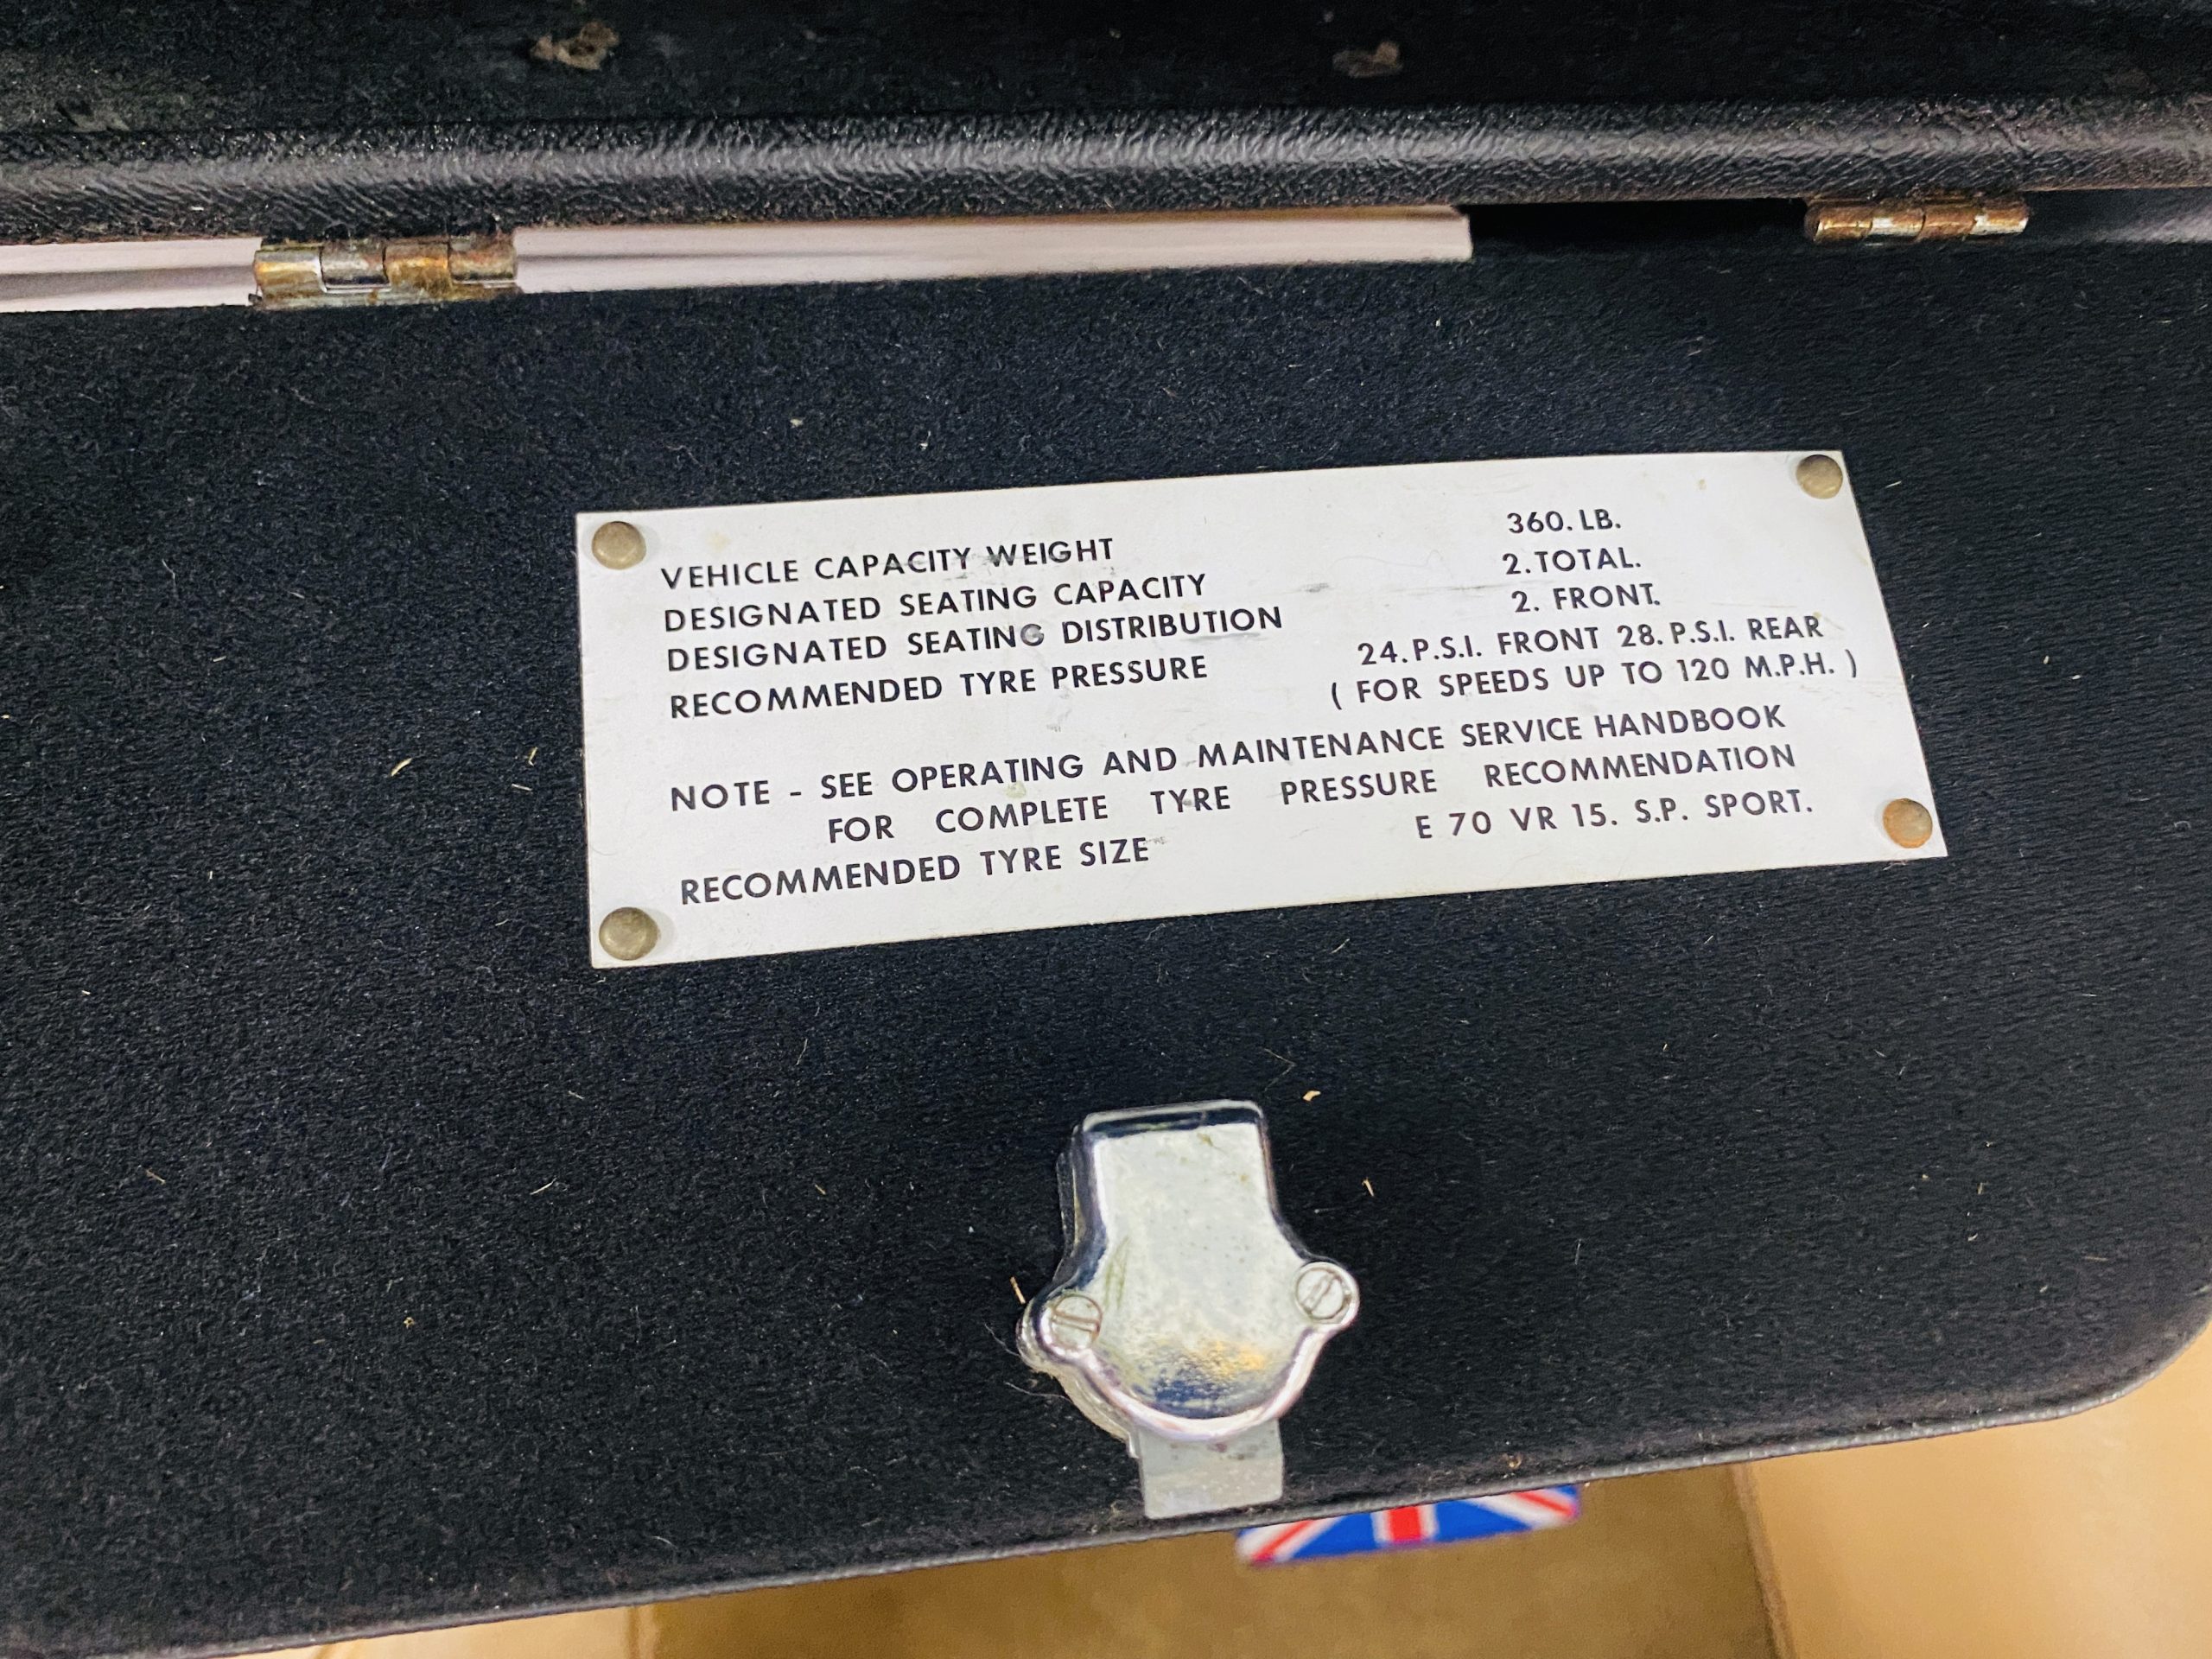 VEHICLE CAPACITY WEIGHT 360. LB.
DESIGNATED SEATING CAPACITY 2. TOTAL.
DESIGNATED SEATING DISTRIBUTION 2. FRONT.
RECOMMENDED TYRE PRESSURE 24. P.S.I. FRONT 28. P.S.I. REAR
( FOR SPEEDS UP TO 120 M.P.H. )
NOTE - SEE OPERATING AND MAINTENANCE SERVICE HANDBOOK
FOR COMPLETE TYRE PRESSURE RECOMMENDATION
RECOMMENDED TYRE SIZE E 70 VR 15. S.P. SPORT.